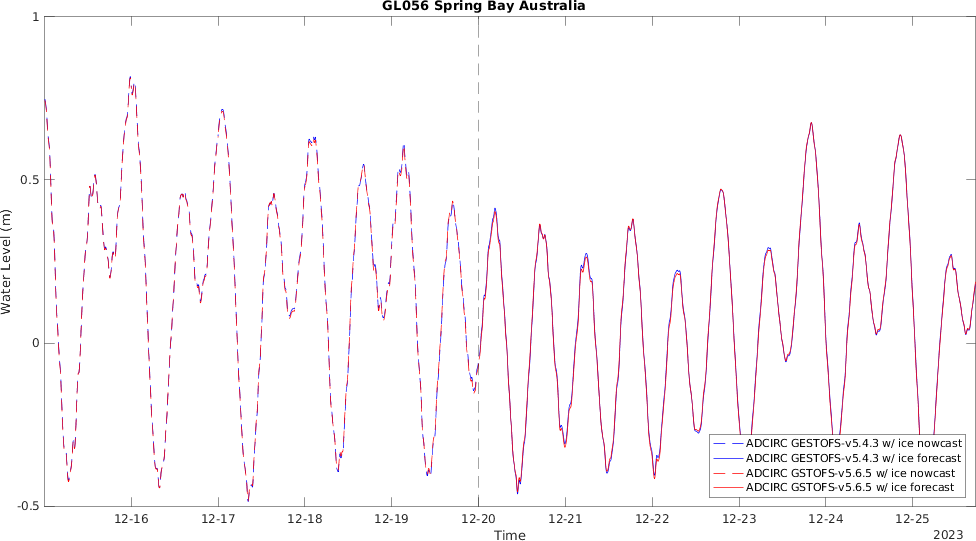 GL056 Spring Bay Australia
1
0.5
0
-0.5
Water Level (m)
12-16 12-17 12-18 12-19 12-20 12-21 12-22 12-23 12-24 12-25
Time
2023
ADCIRC GESTOFS-v5.4.3 w/ ice nowcast
ADCIRC GESTOFS-v5.4.3 w/ ice forecast
ADCIRC GSTOFS-v5.6.5 w/ ice nowcast
ADCIRC GSTOFS-v5.6.5 w/ ice forecast